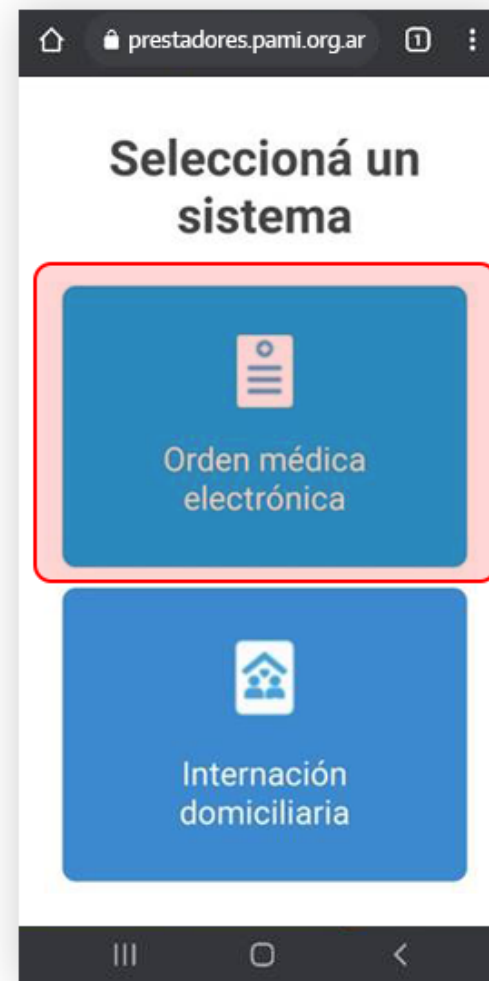 prestadores.pami.org.ar 1
Seleccioná un
sistema
Orden médica
electrónica
Internación
domiciliaria